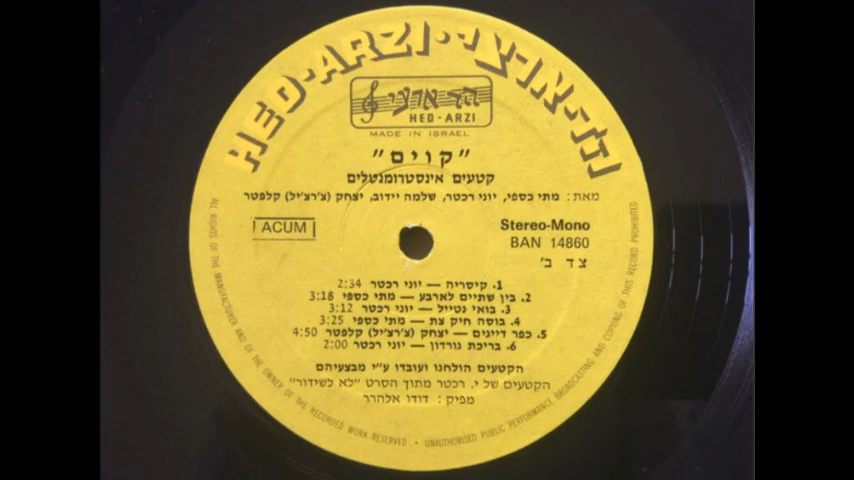 HED-ARZI · הד-ארצי
הד ארצי
HED-ARZI
MADE IN ISRAEL
"קוים"
קטעים אינסטרומנטלים
מאת: מתי כספי, יוני רכטר, שלמה יידוב, יצחק (צ'רצ'יל) קלפטר
ACUM
Stereo-Mono
BAN 14860
צד ב'
1. קיסריה — יוני רכטר 2:34
2. בין שתיים לארבע — מתי כספי 3:18
3. בואי נטייל — יוני רכטר 3:12
4. בוסה חיק צת — מתי כספי 3:25
5. כפר דייגים — יצחק (צ'רצ'יל) קלפטר 4:50
6. בריכת גורדון — יוני רכטר 2:00
הקטעים הולחנו ועובדו ע"י מבצעיהם
הקטעים של י. רכטר מתוך הסרט "לא לשידור"
מפיק: דודו אלהרר
ALL RIGHTS OF THE MANUFACTURER AND OF THE OWNER OF THE RECORDED WORK RESERVED • UNAUTHORISED PUBLIC PERFORMANCE BROADCASTING AND COPYING OF THIS RECORD PROHIBITED